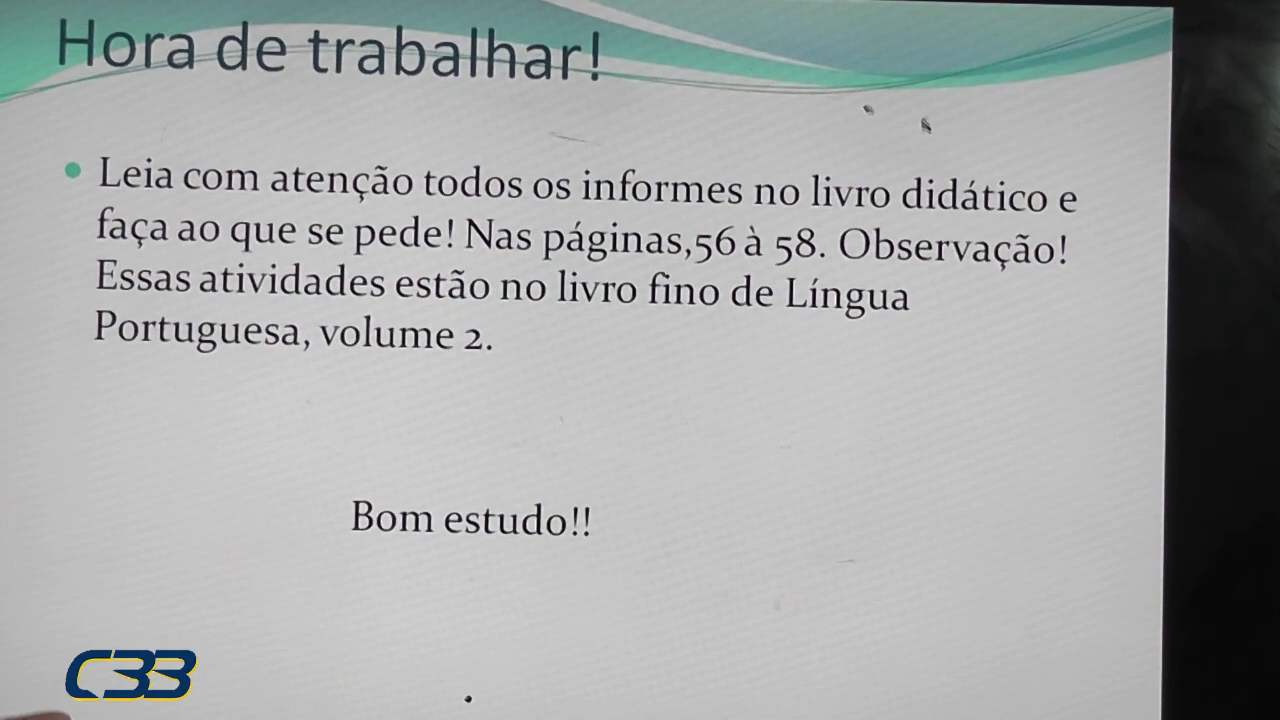 Hora de trabalhar!
Leia com atenção todos os informes no livro didático e
faça ao que se pede! Nas páginas,56 à 58. Observação!
Essas atividades estão no livro fino de Língua
Portuguesa, volume 2.
Bom estudo!!
CBB